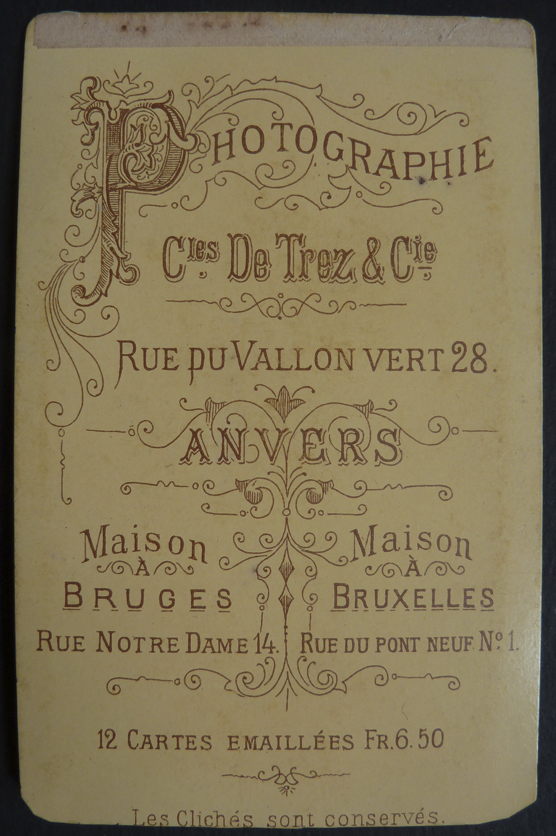 PHOTOGRAPHIE
Cies De Trez & Cie
RUE DU VALLON VERT 28.
ANVERS
Maison
À
BRUGES
RUE NOTRE DAME 14.
Maison
À
BRUXELLES
RUE DU PONT NEUF No. 1.
12 CARTES EMAILLÉES FR. 6.50
Les Clichés sont conservés.